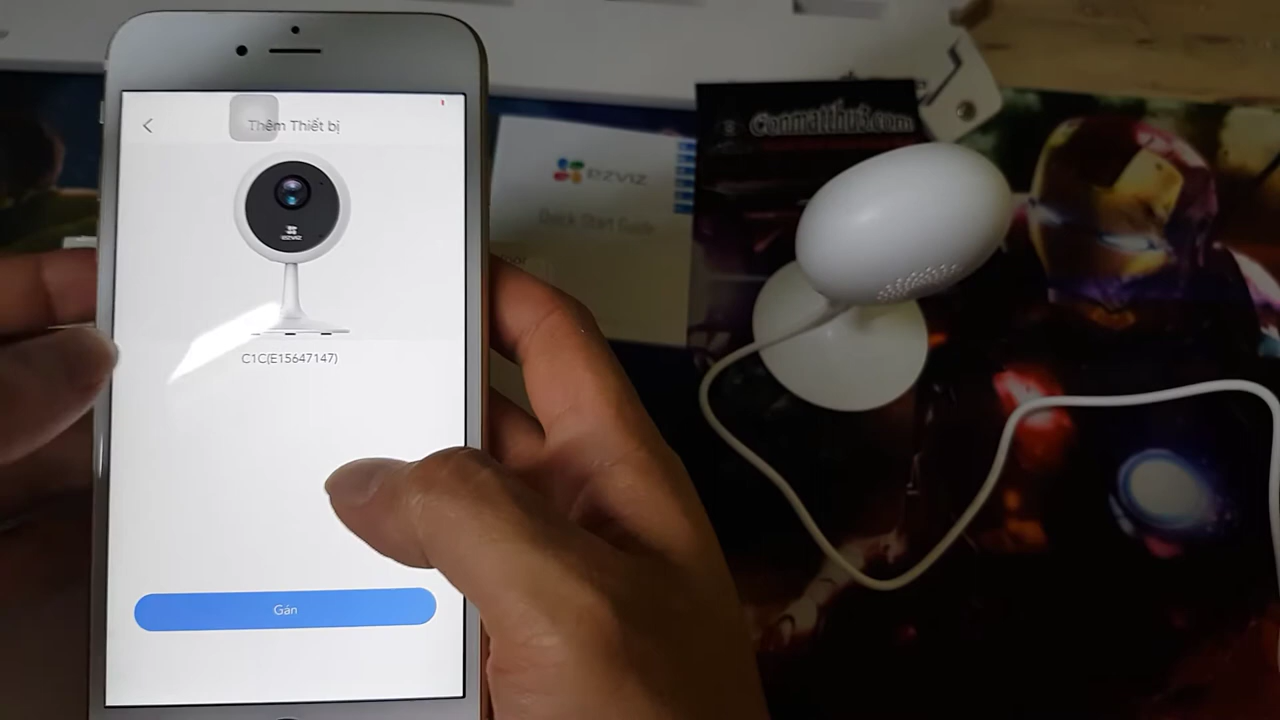 Thêm Thiết bị
ezviz
C1C(E15647147)
Gán
ezviz
Quick Start Guide
Conmatthu3.com